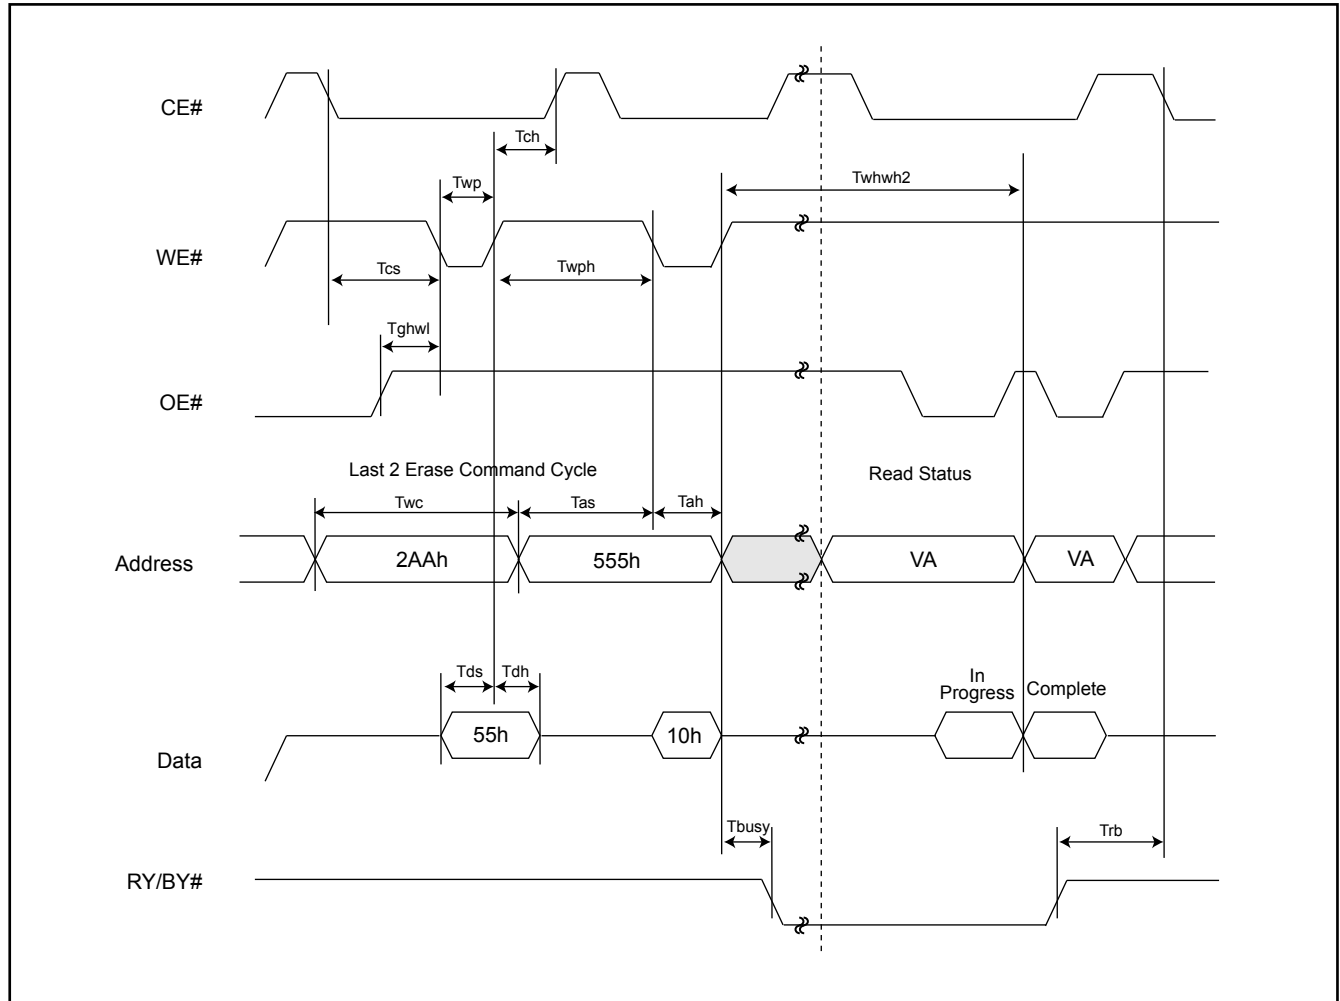 CE#
Tch
Twp
Twhwh2
WE#
Tcs
Twph
Tghwl
OE#
Last 2 Erase Command Cycle
Read Status
Twc
Tas
Tah
Address
2AAh
555h
VA
VA
Tds
Tdh
In
Progress
Complete
Data
55h
10h
Tbusy
Trb
RY/BY#